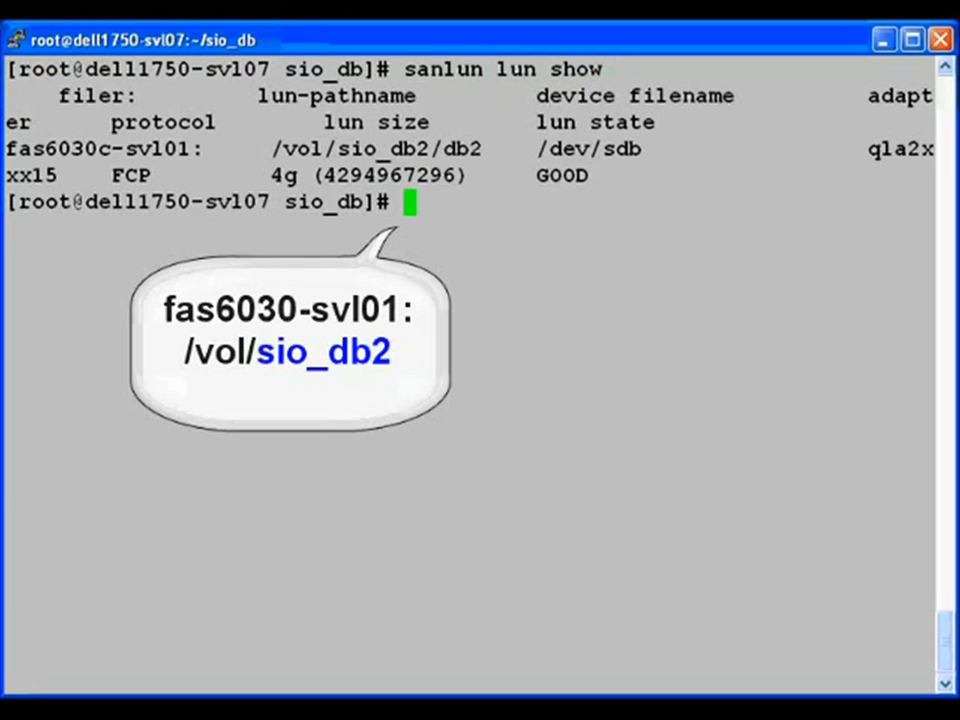 root@dell1750-svl07:~/sio_db
[root@dell1750-svl07 sio_db]# sanlun lun show
filer: lun-pathname device filename adapt
er protocol lun size lun state
fas6030c-svl01: /vol/sio_db2/db2 /dev/sdb qla2x
xx15 FCP 4g (4294967296) GOOD
[root@dell1750-svl07 sio_db]#
fas6030-svl01:
/vol/sio_db2